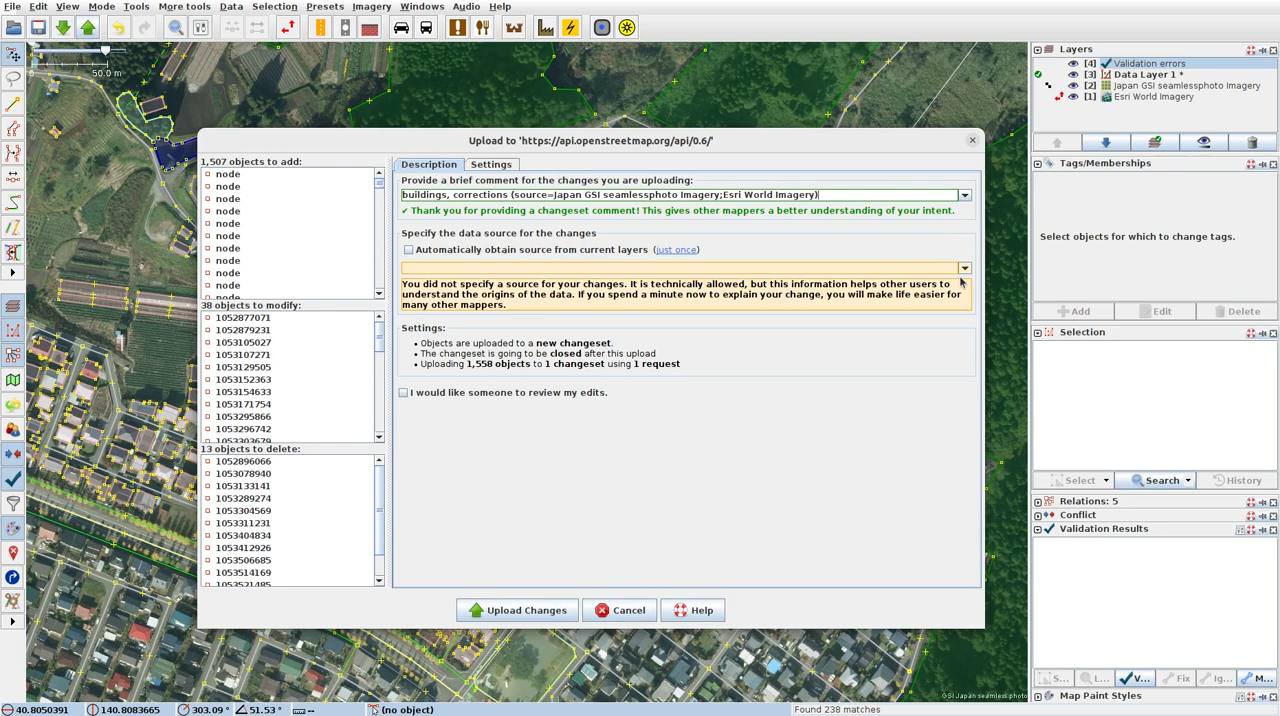 File Edit View Mode Tools More tools Data Selection Presets Imagery Windows Audio Help
0 50.0 m
Upload to 'https://api.openstreetmap.org/api/0.6/'
1,507 objects to add:
node
node
node
node
node
node
node
node
node
node
node
38 objects to modify:
1052877071
1052879231
1053105027
1053107271
1053129505
1053152363
1053154633
1053171754
1053295866
1053296742
1053303679
13 objects to delete:
1052896066
1053078940
1053133141
1053289274
1053304569
1053311231
1053404834
1053412926
1053506685
1053514169
1053521485
Description Settings
Provide a brief comment for the changes you are uploading:
buildings, corrections (source=Japan GSI seamlessphoto Imagery;Esri World Imagery)
✔ Thank you for providing a changeset comment! This gives other mappers a better understanding of your intent.
Specify the data source for the changes
Automatically obtain source from current layers (just once)
You did not specify a source for your changes. It is technically allowed, but this information helps other users to
understand the origins of the data. If you spend a minute now to explain your change, you will make life easier for
many other mappers.
Settings:
• Objects are uploaded to a new changeset.
• The changeset is going to be closed after this upload
• Uploading 1,558 objects to 1 changeset using 1 request
I would like someone to review my edits.
Upload Changes Cancel Help
Layers
[4] Validation errors
[3] Data Layer 1 *
[2] Japan GSI seamlessphoto Imagery
[1] Esri World Imagery
Tags/Memberships
Select objects for which to change tags.
Add Edit Delete
Selection
Select Search History
Relations: 5
Conflict
Validation Results
S... L... V... Fix Ig... M...
Map Paint Styles
GSI Japan seamless photo
40.8050391 140.8083665 303.09 ° 51.53 ° -- (no object) Found 238 matches